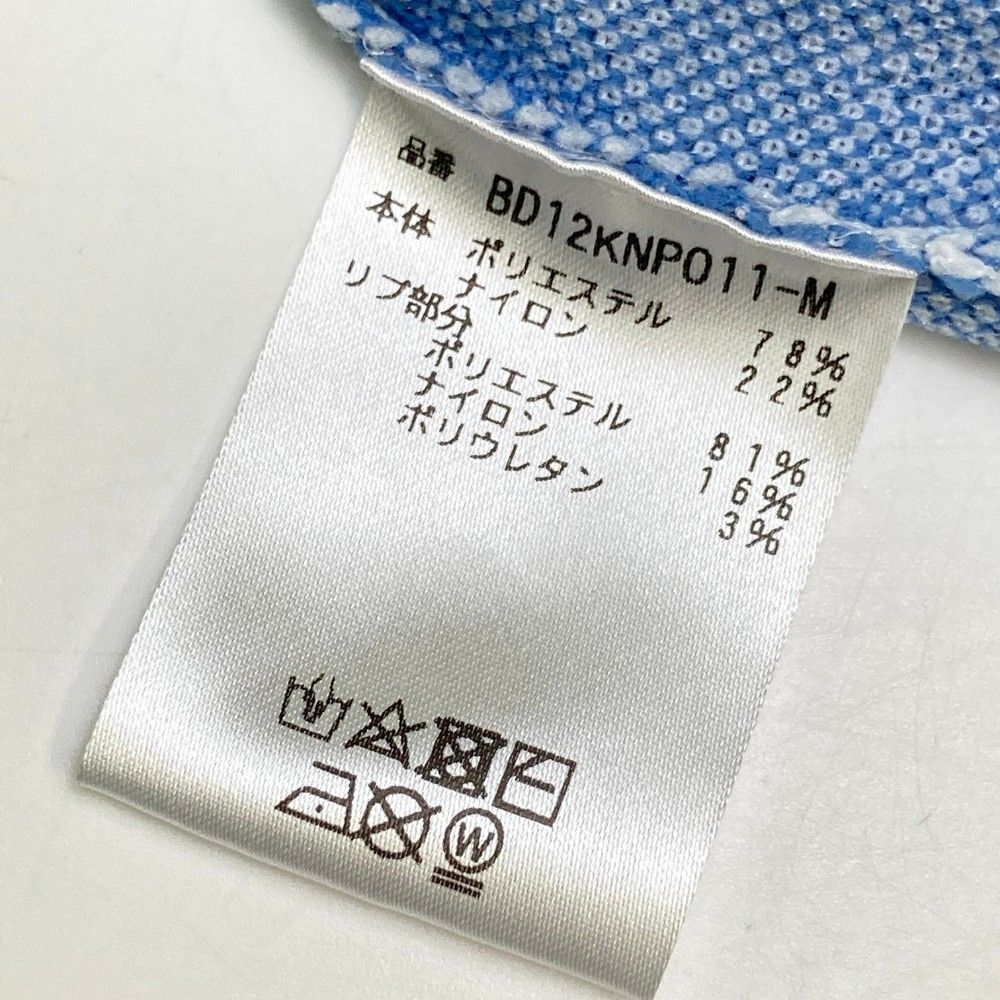 品番 BD12KNP011-M
本体 ポリエステル 78%
ナイロン 22%
リブ部分
ポリエステル 81%
ナイロン 16%
ポリウレタン 3%
W